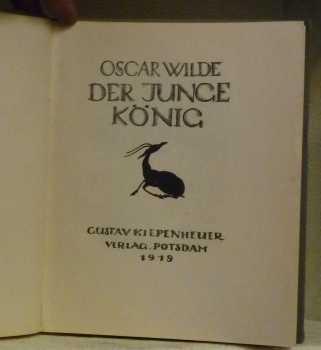 OSCAR WILDE
DER JUNGE
KÖNIG
GUSTAV KIEPENHEUER
VERLAG. POTSDAM
1919